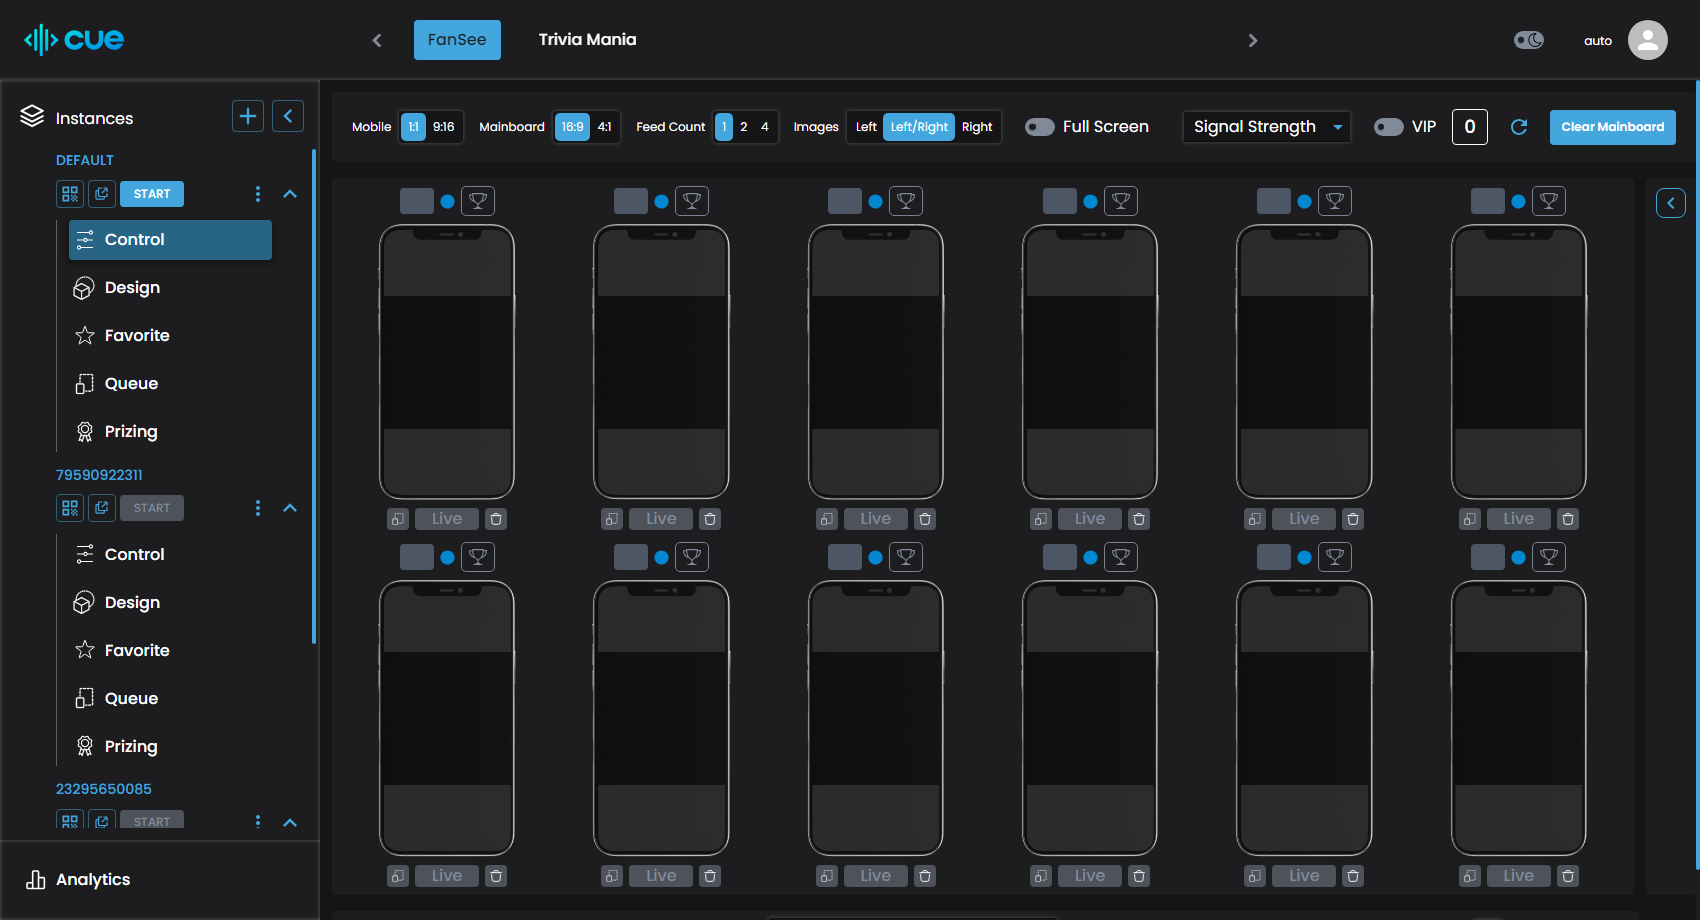 cue
FanSee
Trivia Mania
auto
Instances
DEFAULT
START
Control
Design
Favorite
Queue
Prizing
79590922311
START
Control
Design
Favorite
Queue
Prizing
23295650085
START
Analytics
Mobile 1:1 9:16 Mainboard 16:9 4:1 Feed Count 1 2 4 Images Left Left/Right Right Full Screen Signal Strength VIP 0 Clear Mainboard
Live Live Live Live Live Live
Live Live Live Live Live Live